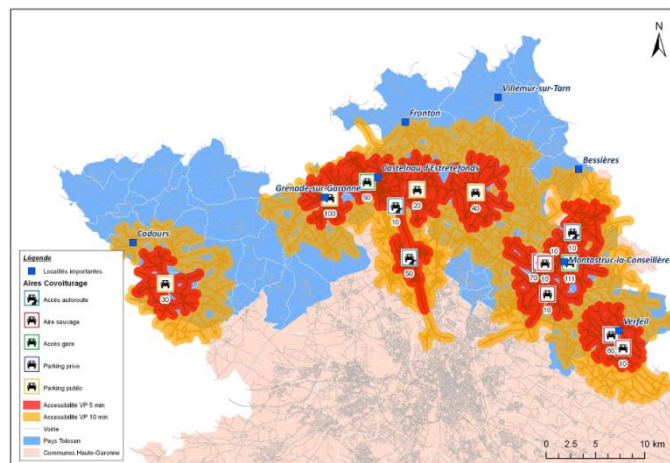 N
Villemur-sur-Tarn
Fronton
Bessières
Castelnau d'Estretefonds
50
Grenade-sur-Garonne
100
20
40
10
10
10
Cadours
50
Montastruc-la-Conseillère
70
10
111
30
10
Verfeil
60
10
Légende
Localités importantes
Aires Covoiturage
Accès autoroute
Aire sauvage
Accès gare
Parking privé
Parking public
Accessibilité VP 5 min
Accessibilité VP 10 min
Voirie
Pays Tolosan
Communes Haute-Garonne
0 2.5 5 10 km